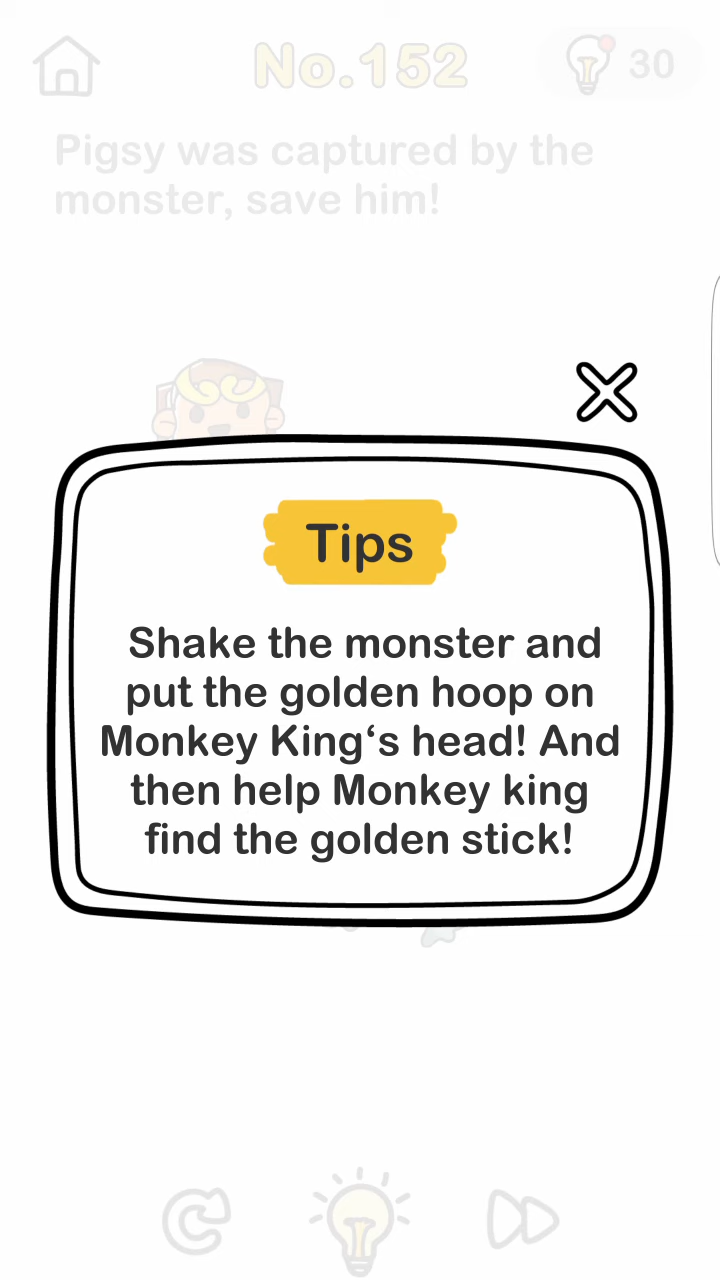 No.152
30
Pigsy was captured by the
monster, save him!
Tips
Shake the monster and
put the golden hoop on
Monkey King‘s head! And
then help Monkey king
find the golden stick!